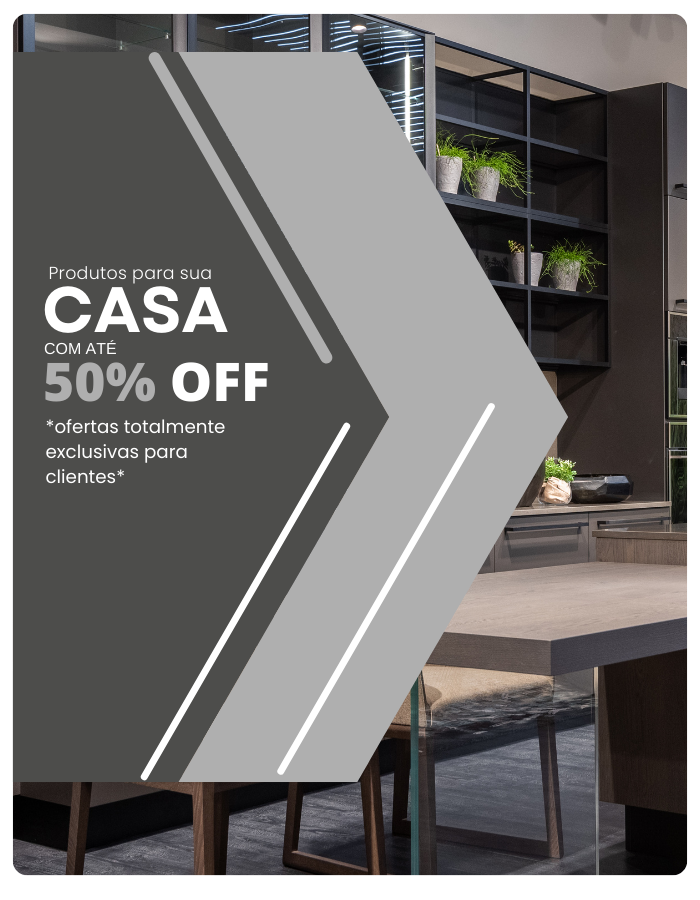 Produtos para sua
CASA
COM ATÉ
50% OFF
*ofertas totalmente
exclusivas para
clientes*